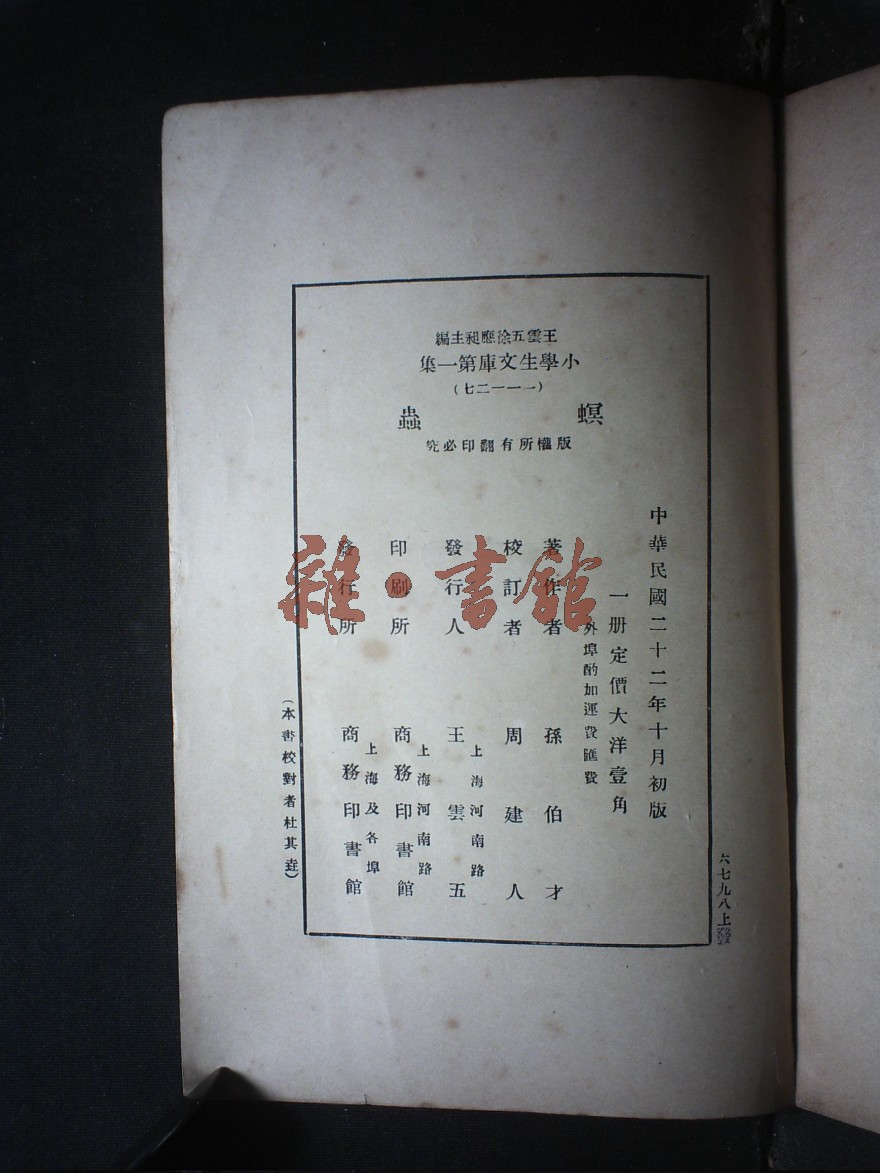 王雲五徐應昶主編
小學生文庫第一集
(一一一二七)
螟蟲
版權所有翻印必究
中華民國二十二年十月初版
一册定價大洋壹角
外埠酌加運費匯費
著作者 孫伯才
校訂者 周建人
發行人 王雲五
上海河南路
印刷所 商務印書館
上海河南路
發行所 商務印書館
上海及各埠
(本書校對者杜其垚)
六七九八上
雜·書館